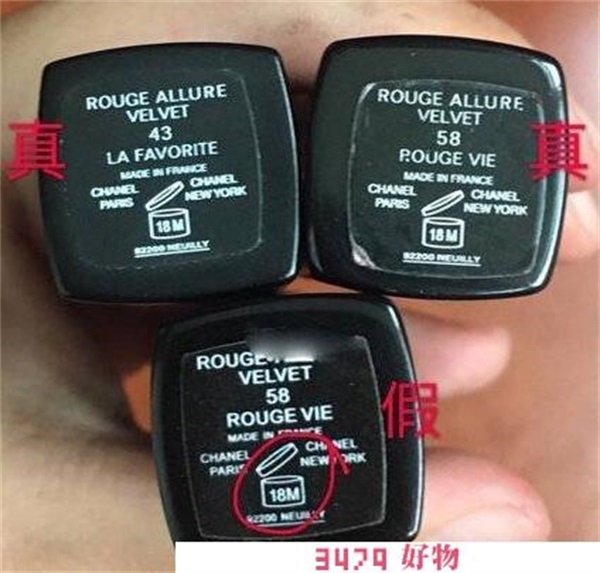 真
ROUGE ALLURE
VELVET
43
LA FAVORITE
MADE IN FRANCE
CHANEL
PARIS
CHANEL
NEW YORK
18M
92200 NEUILLY
ROUGE ALLURE
VELVET
58
ROUGE VIE
MADE IN FRANCE
CHANEL
PARIS
CHANEL
NEW YORK
18M
92200 NEUILLY
真
ROUGE
VELVET
58
ROUGE VIE
MADE IN FRANCE
CHANEL
PARIS
CHANEL
NEW YORK
18M
92200 NEUILLY
假
3479 好物